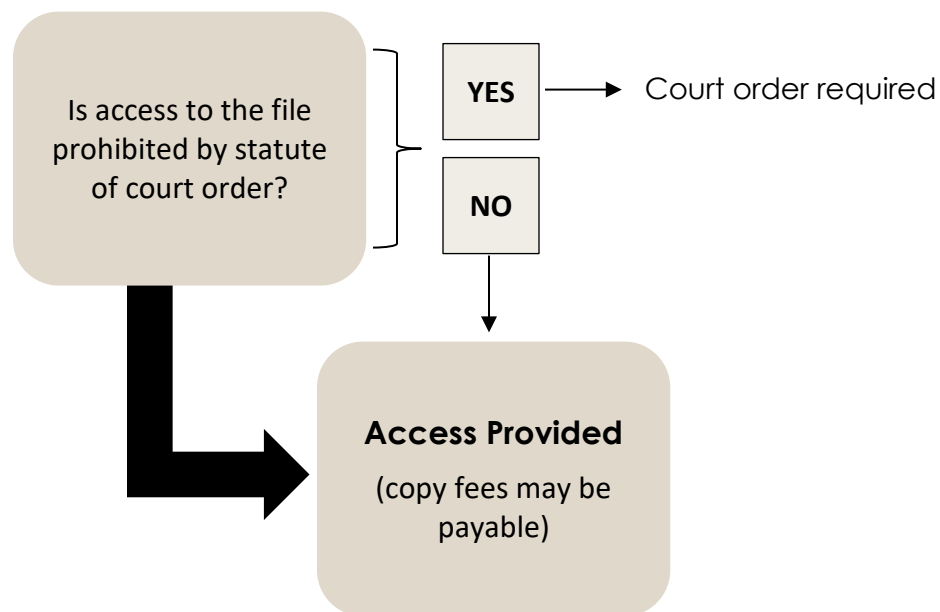 Is access to the file
prohibited by statute
of court order?
YES
Court order required
NO
Access Provided
(copy fees may be
payable)